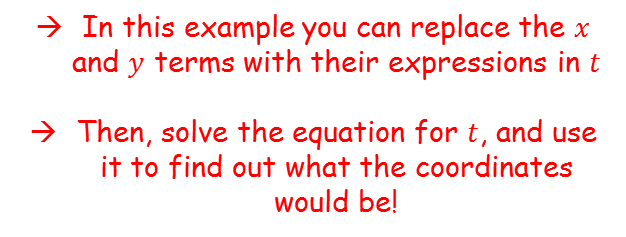 → In this example you can replace the x
and y terms with their expressions in t
→ Then, solve the equation for t, and use
it to find out what the coordinates
would be!